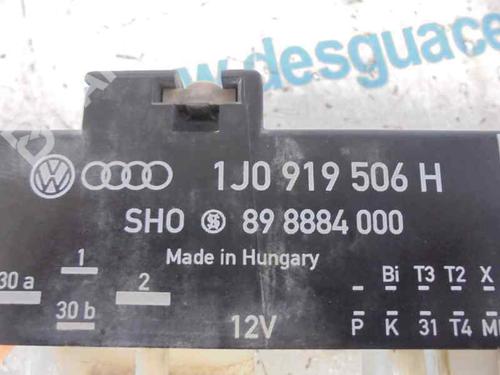 www.desguace
1J0 919 506 H
SHO 89 8884 000
Made in Hungary
30 a 1 2
30 b
12V
- Bi T3 T2 X
P K 31 T4